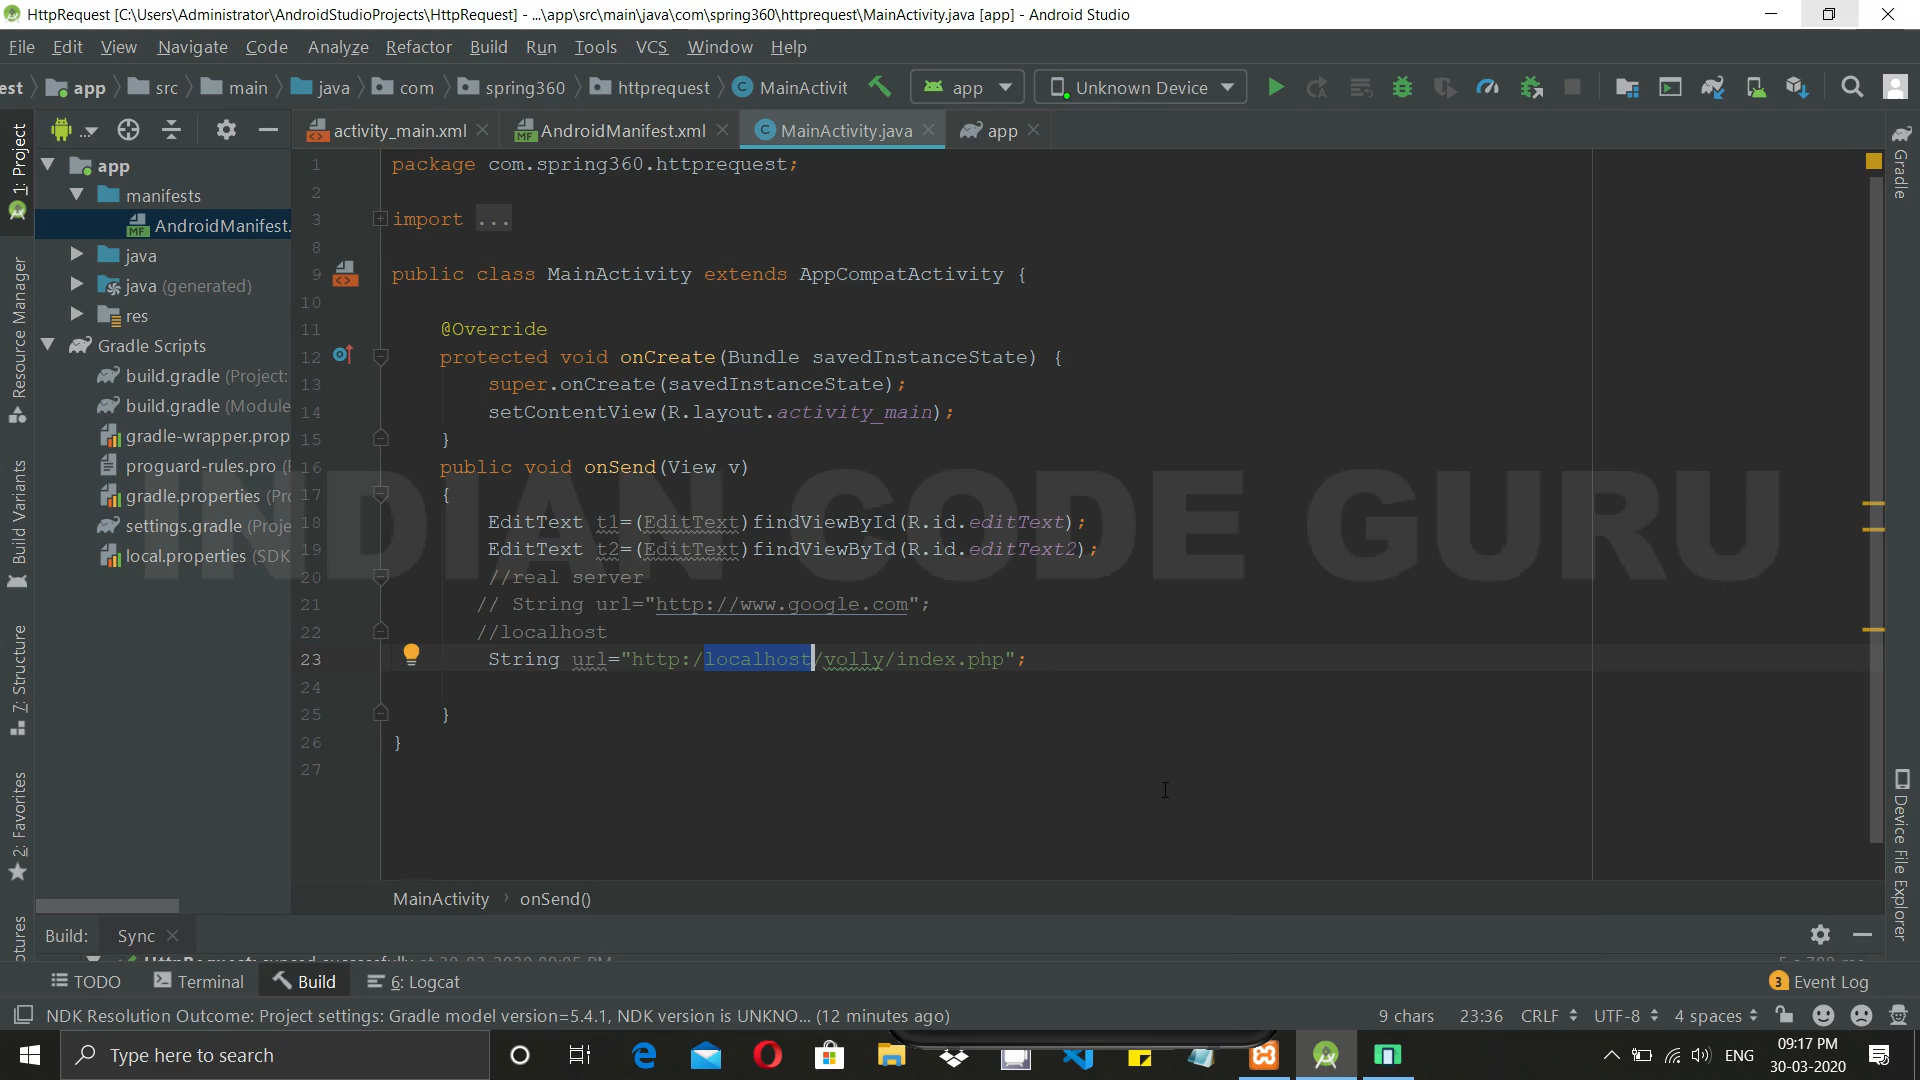 HttpRequest [C:\Users\Administrator\AndroidStudioProjects\HttpRequest] - ...\app\src\main\java\com\spring360\httprequest\MainActivity.java [app] - Android Studio
File Edit View Navigate Code Analyze Refactor Build Run Tools VCS Window Help
est app src main java com spring360 httprequest MainActivit app Unknown Device
activity_main.xml AndroidManifest.xml MainActivity.java app
1: Project
Resource Manager
Build Variants
7: Structure
2: Favorites
Gradle
Device File Explorer
app
manifests
AndroidManifest.
java
java (generated)
res
Gradle Scripts
build.gradle (Project:
build.gradle (Module
gradle-wrapper.prop
proguard-rules.pro
gradle.properties (Pro
settings.gradle (Proje
local.properties (SDK
1 package com.spring360.httprequest;
2
3 import ...
8
9 public class MainActivity extends AppCompatActivity {
10
11 @Override
12 protected void onCreate(Bundle savedInstanceState) {
13 super.onCreate(savedInstanceState);
14 setContentView(R.layout.activity_main);
15 }
16 public void onSend(View v)
17 {
18 EditText t1=(EditText)findViewById(R.id.editText);
19 EditText t2=(EditText)findViewById(R.id.editText2);
20 //real server
21 // String url="http://www.google.com";
22 //localhost
23 String url="http:/localhost/volly/index.php";
24
25 }
26 }
27
INDIAN CODE GURU
MainActivity › onSend()
Build: Sync
TODO Terminal Build 6: Logcat 3 Event Log
NDK Resolution Outcome: Project settings: Gradle model version=5.4.1, NDK version is UNKNO... (12 minutes ago) 9 chars 23:36 CRLF UTF-8 4 spaces
Type here to search ENG 09:17 PM
30-03-2020